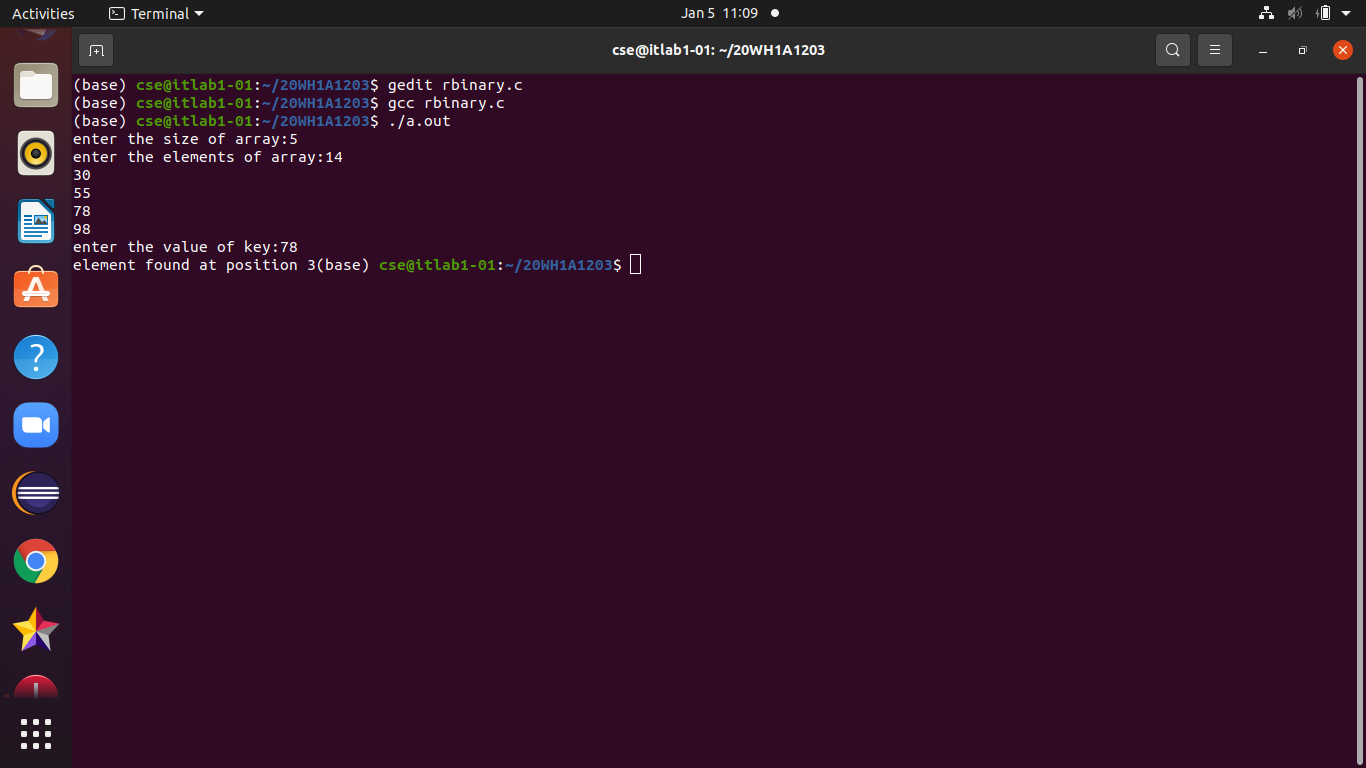 Activities
Terminal
Jan 5 11:09
cse@itlab1-01: ~/20WH1A1203
(base) cse@itlab1-01:~/20WH1A1203$ gedit rbinary.c
(base) cse@itlab1-01:~/20WH1A1203$ gcc rbinary.c
(base) cse@itlab1-01:~/20WH1A1203$ ./a.out
enter the size of array:5
enter the elements of array:14
30
55
78
98
enter the value of key:78
element found at position 3(base) cse@itlab1-01:~/20WH1A1203$